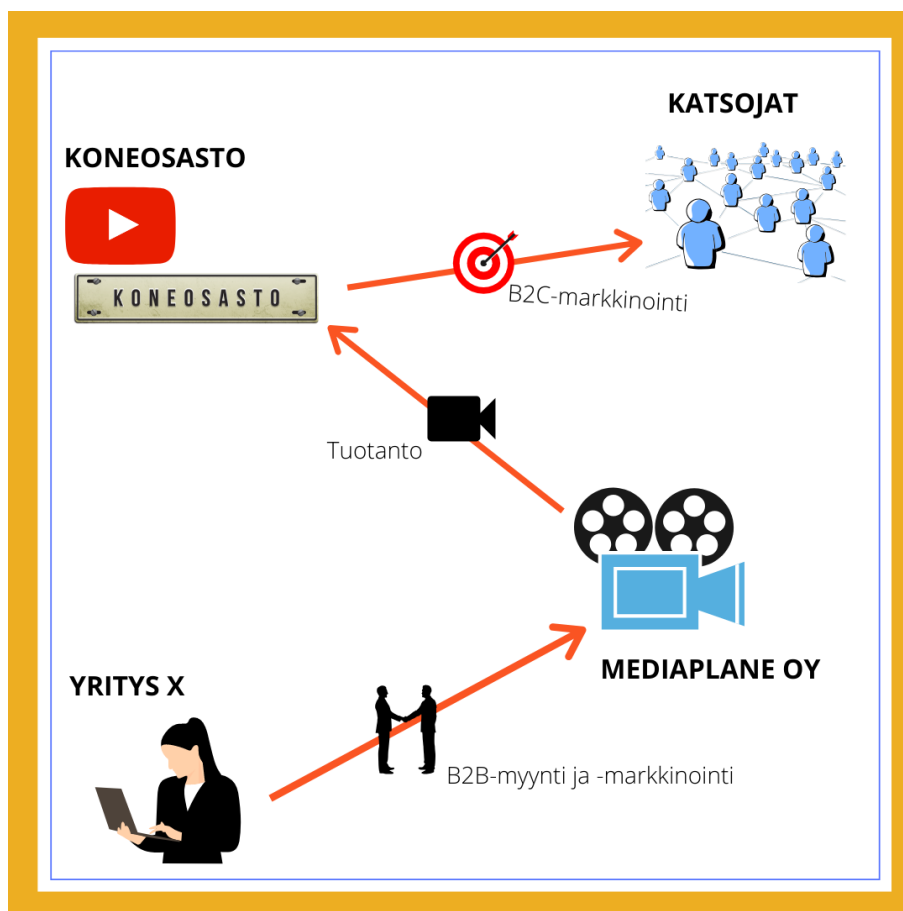 KATSOJAT
KONEOSASTO
KONEOSASTO
B2C-markkinointi
Tuotanto
MEDIAPLANE OY
YRITYS X
B2B-myynti ja -markkinointi